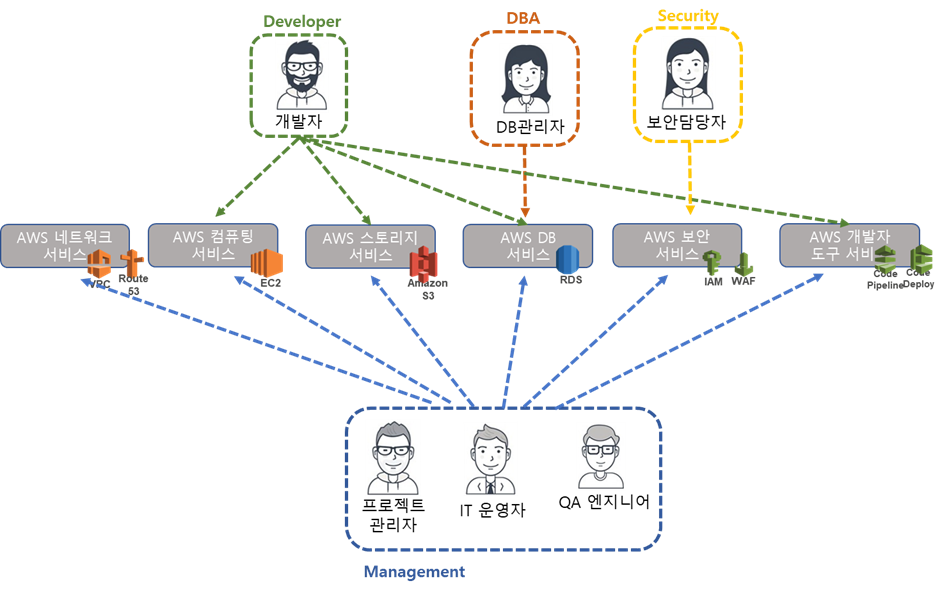 Developer
DBA
Security
개발자
DB관리자
보안담당자
AWS 네트워크
서비스
VPC
Route
53
AWS 컴퓨팅
서비스
EC2
AWS 스토리지
서비스
Amazon
S3
AWS DB
서비스
RDS
AWS 보안
서비스
IAM
WAF
AWS 개발자
도구 서비스
Code
Pipeline
Code
Deploy
프로젝트
관리자
IT 운영자
QA 엔지니어
Management